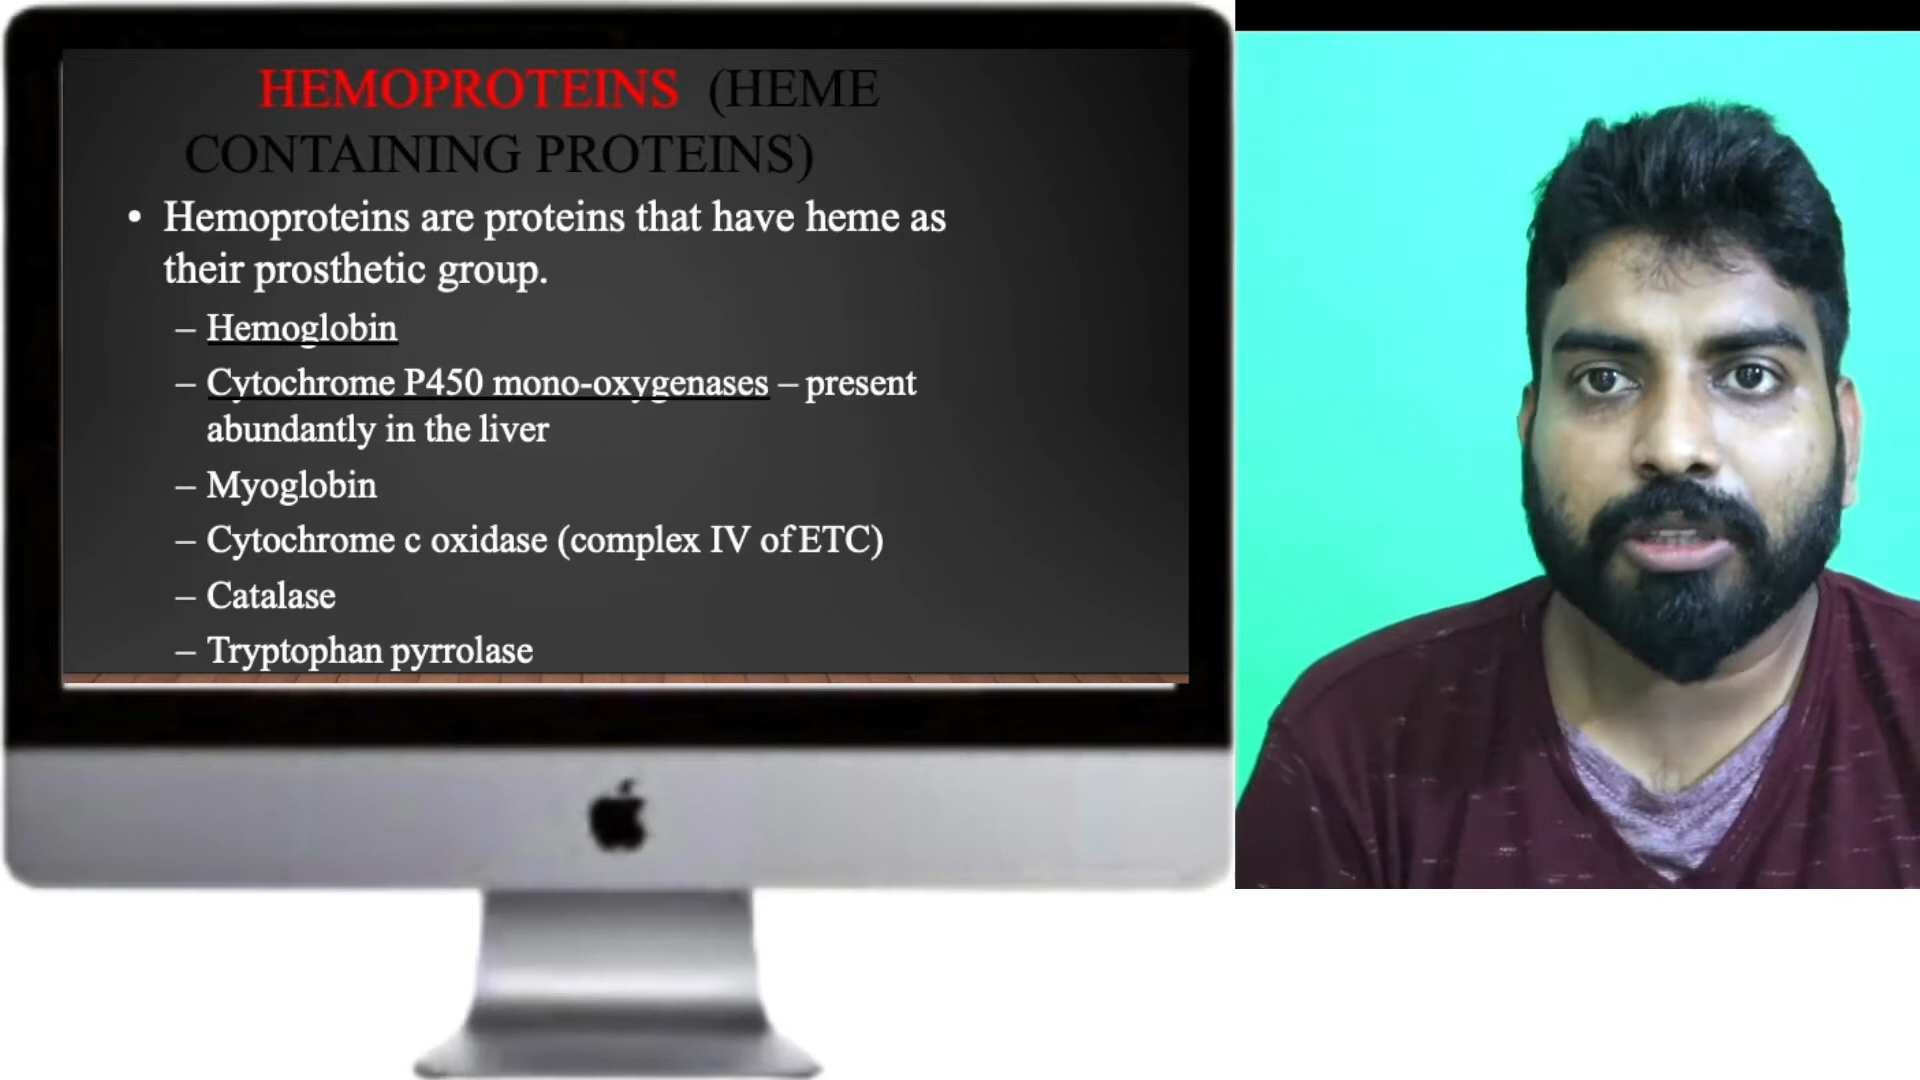 HEMOPROTEINS (HEME
CONTAINING PROTEINS)
• Hemoproteins are proteins that have heme as
their prosthetic group.
– Hemoglobin
– Cytochrome P450 mono-oxygenases – present
abundantly in the liver
– Myoglobin
– Cytochrome c oxidase (complex IV of ETC)
– Catalase
– Tryptophan pyrrolase